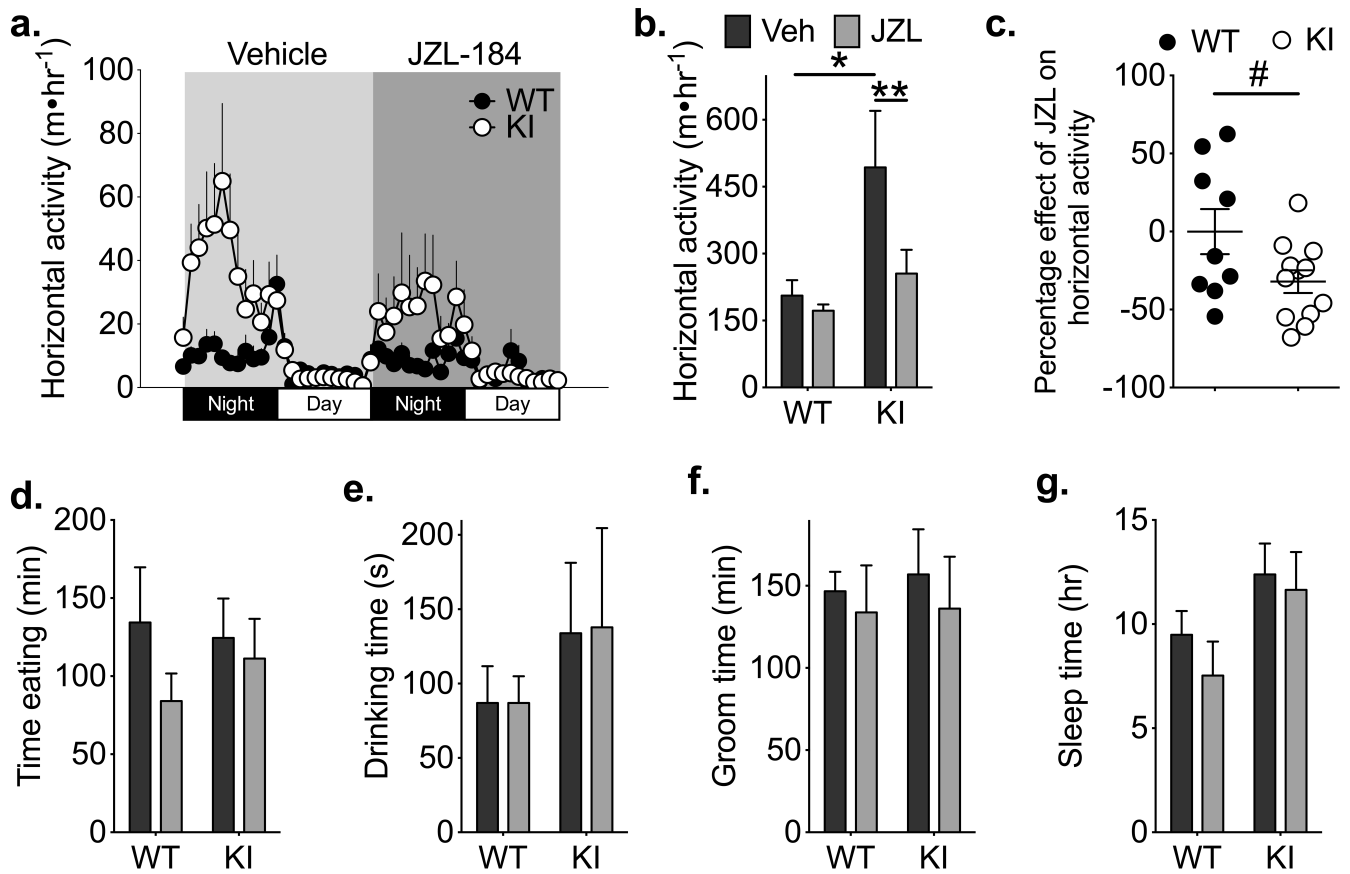 a.
Vehicle JZL-184
Horizontal activity (m•hr-1)
100
80
60
40
20
0
WT
KI
Night Day Night Day
b.
Veh JZL
Horizontal activity (m•hr-1)
600
450
300
150
0
*
**
WT KI
c.
WT KI
Percentage effect of JZL on
horizontal activity
100
50
0
-50
-100
#
d.
Time eating (min)
200
150
100
50
0
WT KI
e.
Drinking time (s)
200
150
100
50
0
WT KI
f.
Groom time (min)
150
100
50
0
WT KI
g.
Sleep time (hr)
15
10
5
0
WT KI